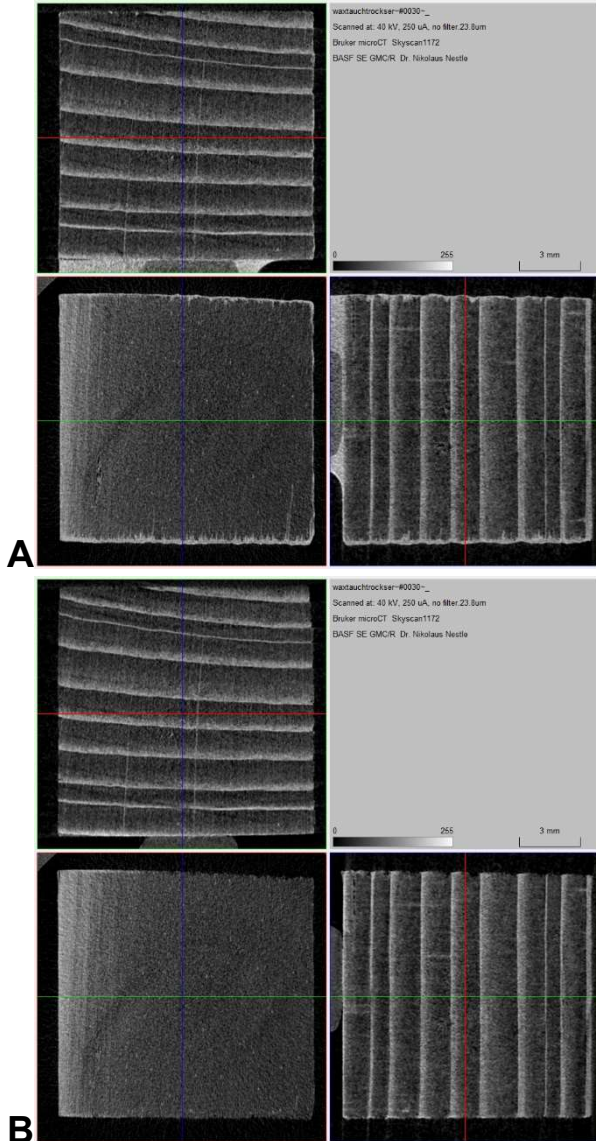 waxtauchtrockser~#0030~_
Scanned at: 40 kV, 250 uA, no filter.23.8um
Bruker microCT Skyscan1172
BASF SE GMC/R Dr. Nikolaus Nestle
0 255 3 mm
A
waxtauchtrockser~#0030~_
Scanned at: 40 kV, 250 uA, no filter.23.8um
Bruker microCT Skyscan1172
BASF SE GMC/R Dr. Nikolaus Nestle
0 255 3 mm
B